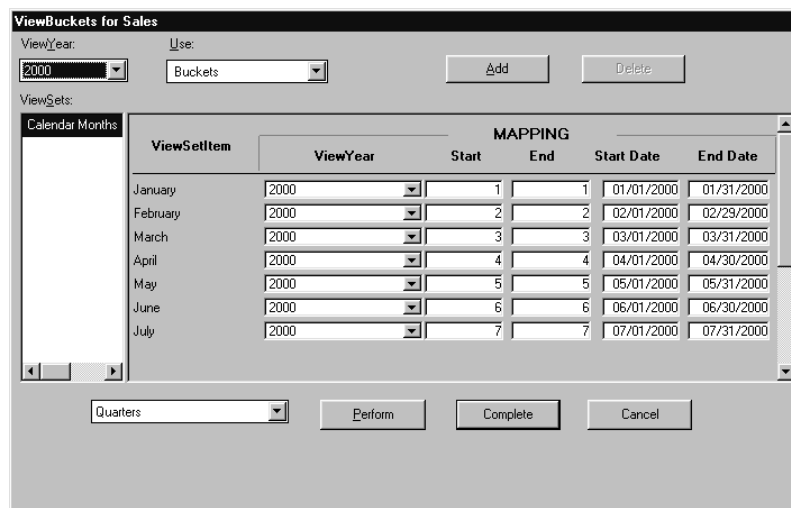 ViewBuckets for Sales
ViewYear: Use:
2000 Buckets Add Delete
ViewSets:
Calendar Months
MAPPING
ViewSetItem ViewYear Start End Start Date End Date
January 2000 1 1 01/01/2000 01/31/2000
February 2000 2 2 02/01/2000 02/29/2000
March 2000 3 3 03/01/2000 03/31/2000
April 2000 4 4 04/01/2000 04/30/2000
May 2000 5 5 05/01/2000 05/31/2000
June 2000 6 6 06/01/2000 06/30/2000
July 2000 7 7 07/01/2000 07/31/2000
Quarters Perform Complete Cancel